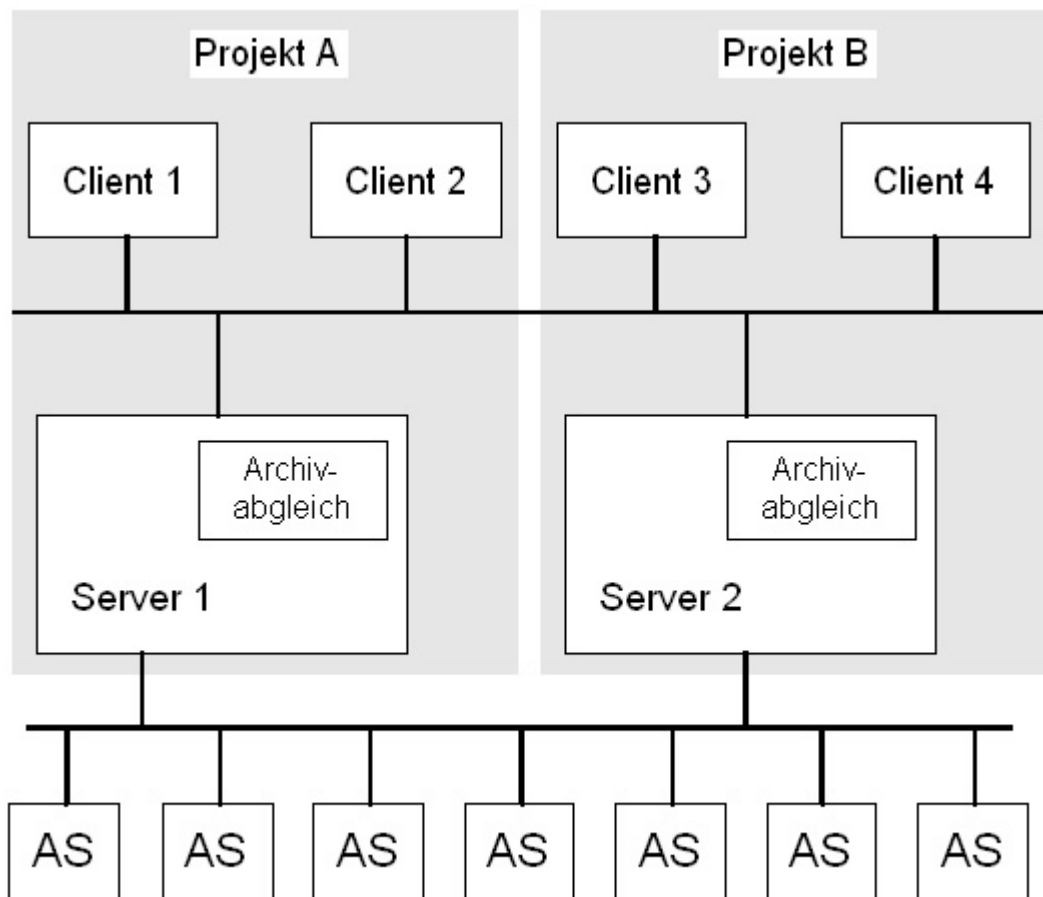 Projekt A
Projekt B
Client 1
Client 2
Client 3
Client 4
Archiv-
abgleich
Server 1
Archiv-
abgleich
Server 2
AS
AS
AS
AS
AS
AS
AS